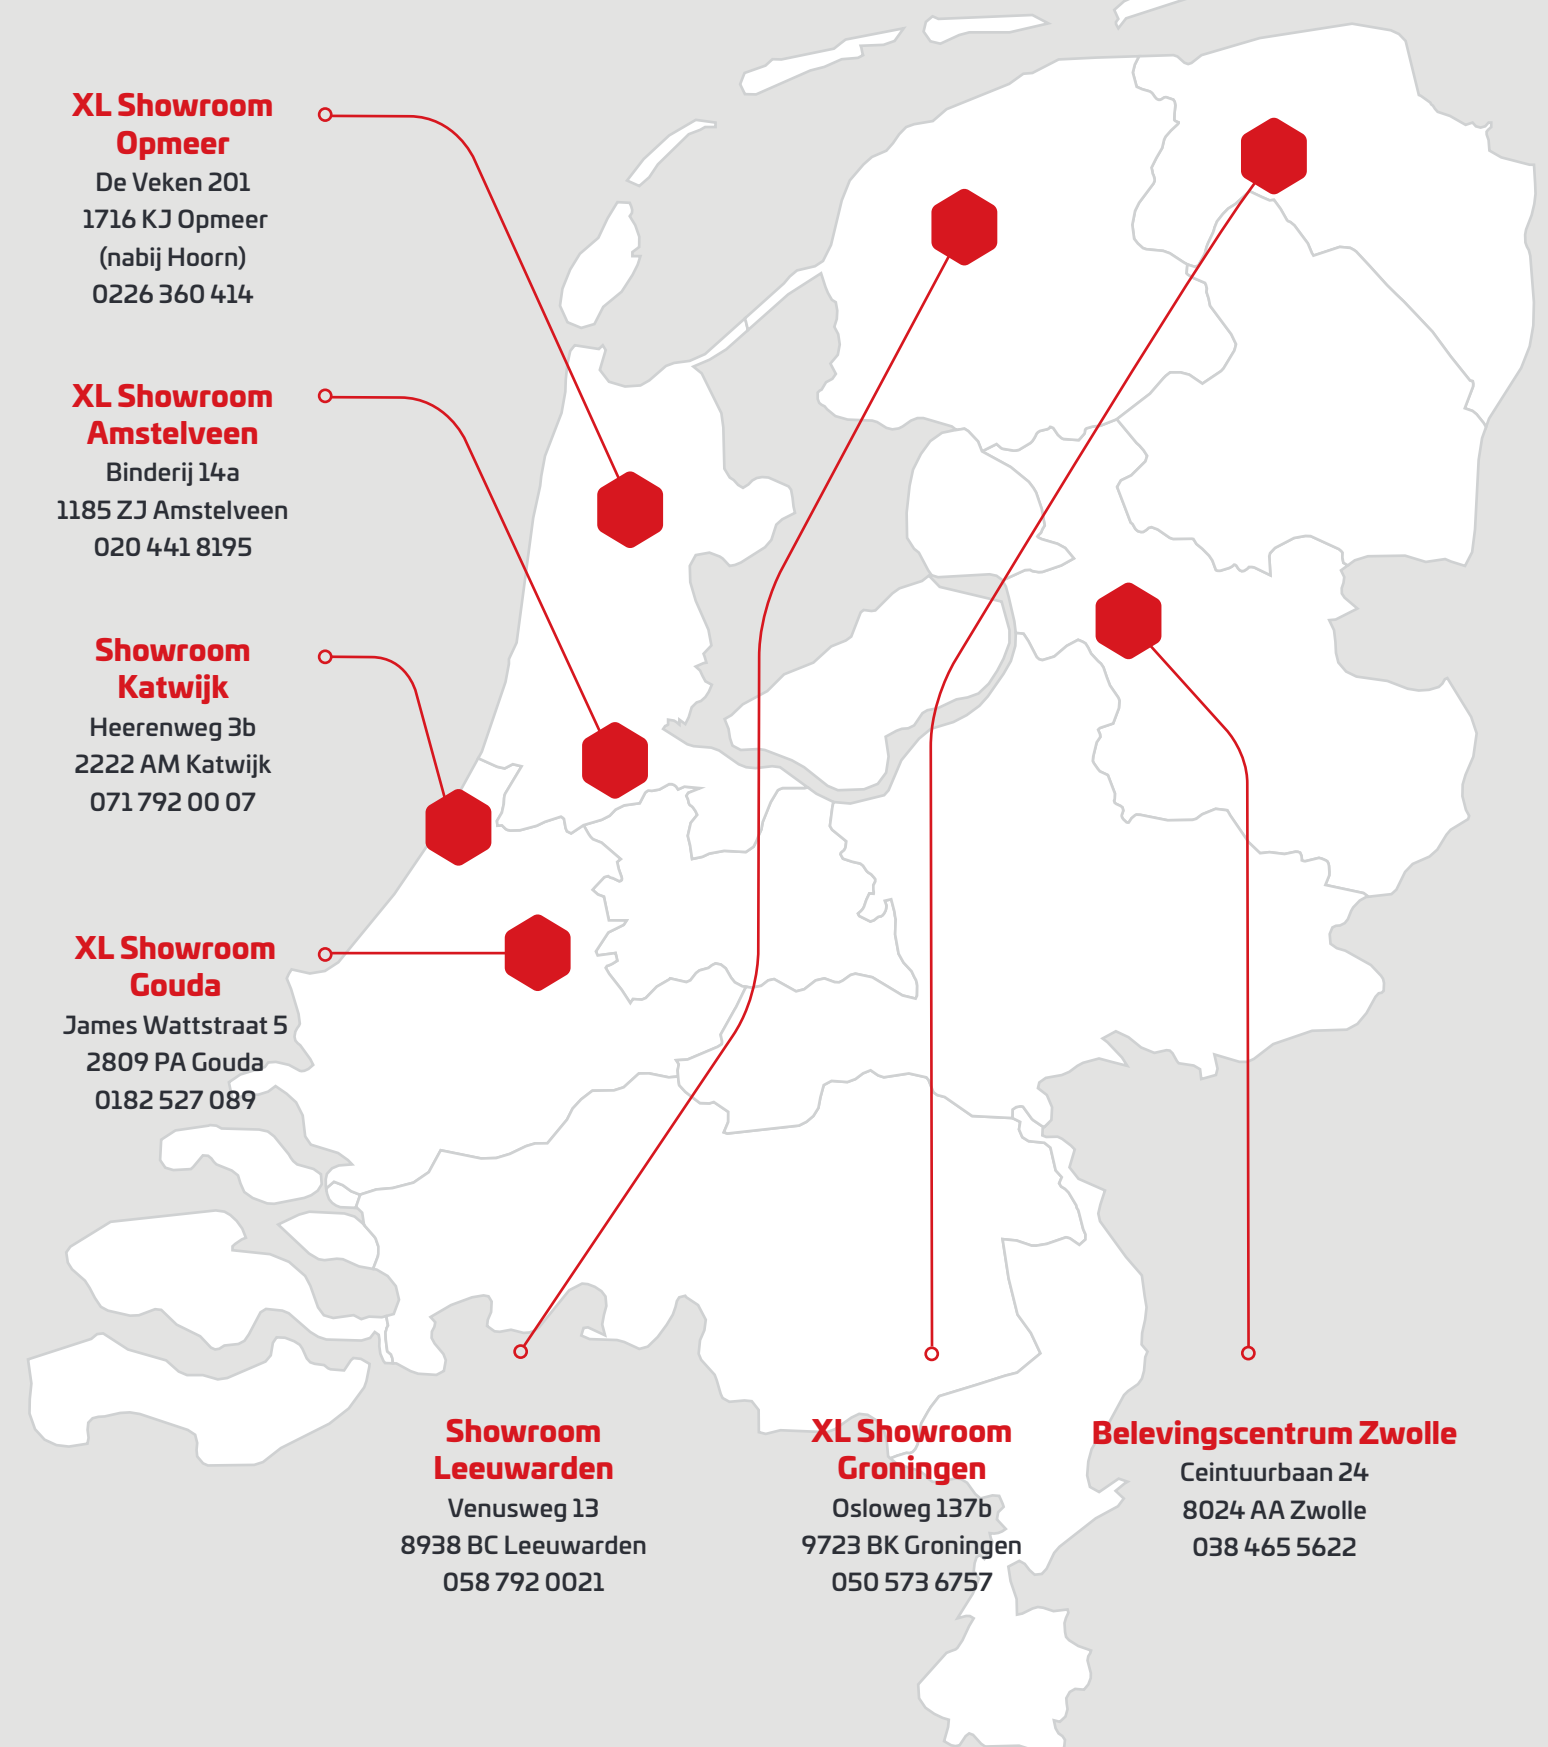 XL Showroom
Opmeer
De Veken 201
1716 KJ Opmeer
(nabij Hoorn)
0226 360 414
XL Showroom
Amstelveen
Binderij 14a
1185 ZJ Amstelveen
020 441 8195
Showroom
Katwijk
Heerenweg 3b
2222 AM Katwijk
071 792 00 07
XL Showroom
Gouda
James Wattstraat 5
2809 PA Gouda
0182 527 089
Showroom
Leeuwarden
Venusweg 13
8938 BC Leeuwarden
058 792 0021
XL Showroom
Groningen
Osloweg 137b
9723 BK Groningen
050 573 6757
Belevingscentrum Zwolle
Ceintuurbaan 24
8024 AA Zwolle
038 465 5622